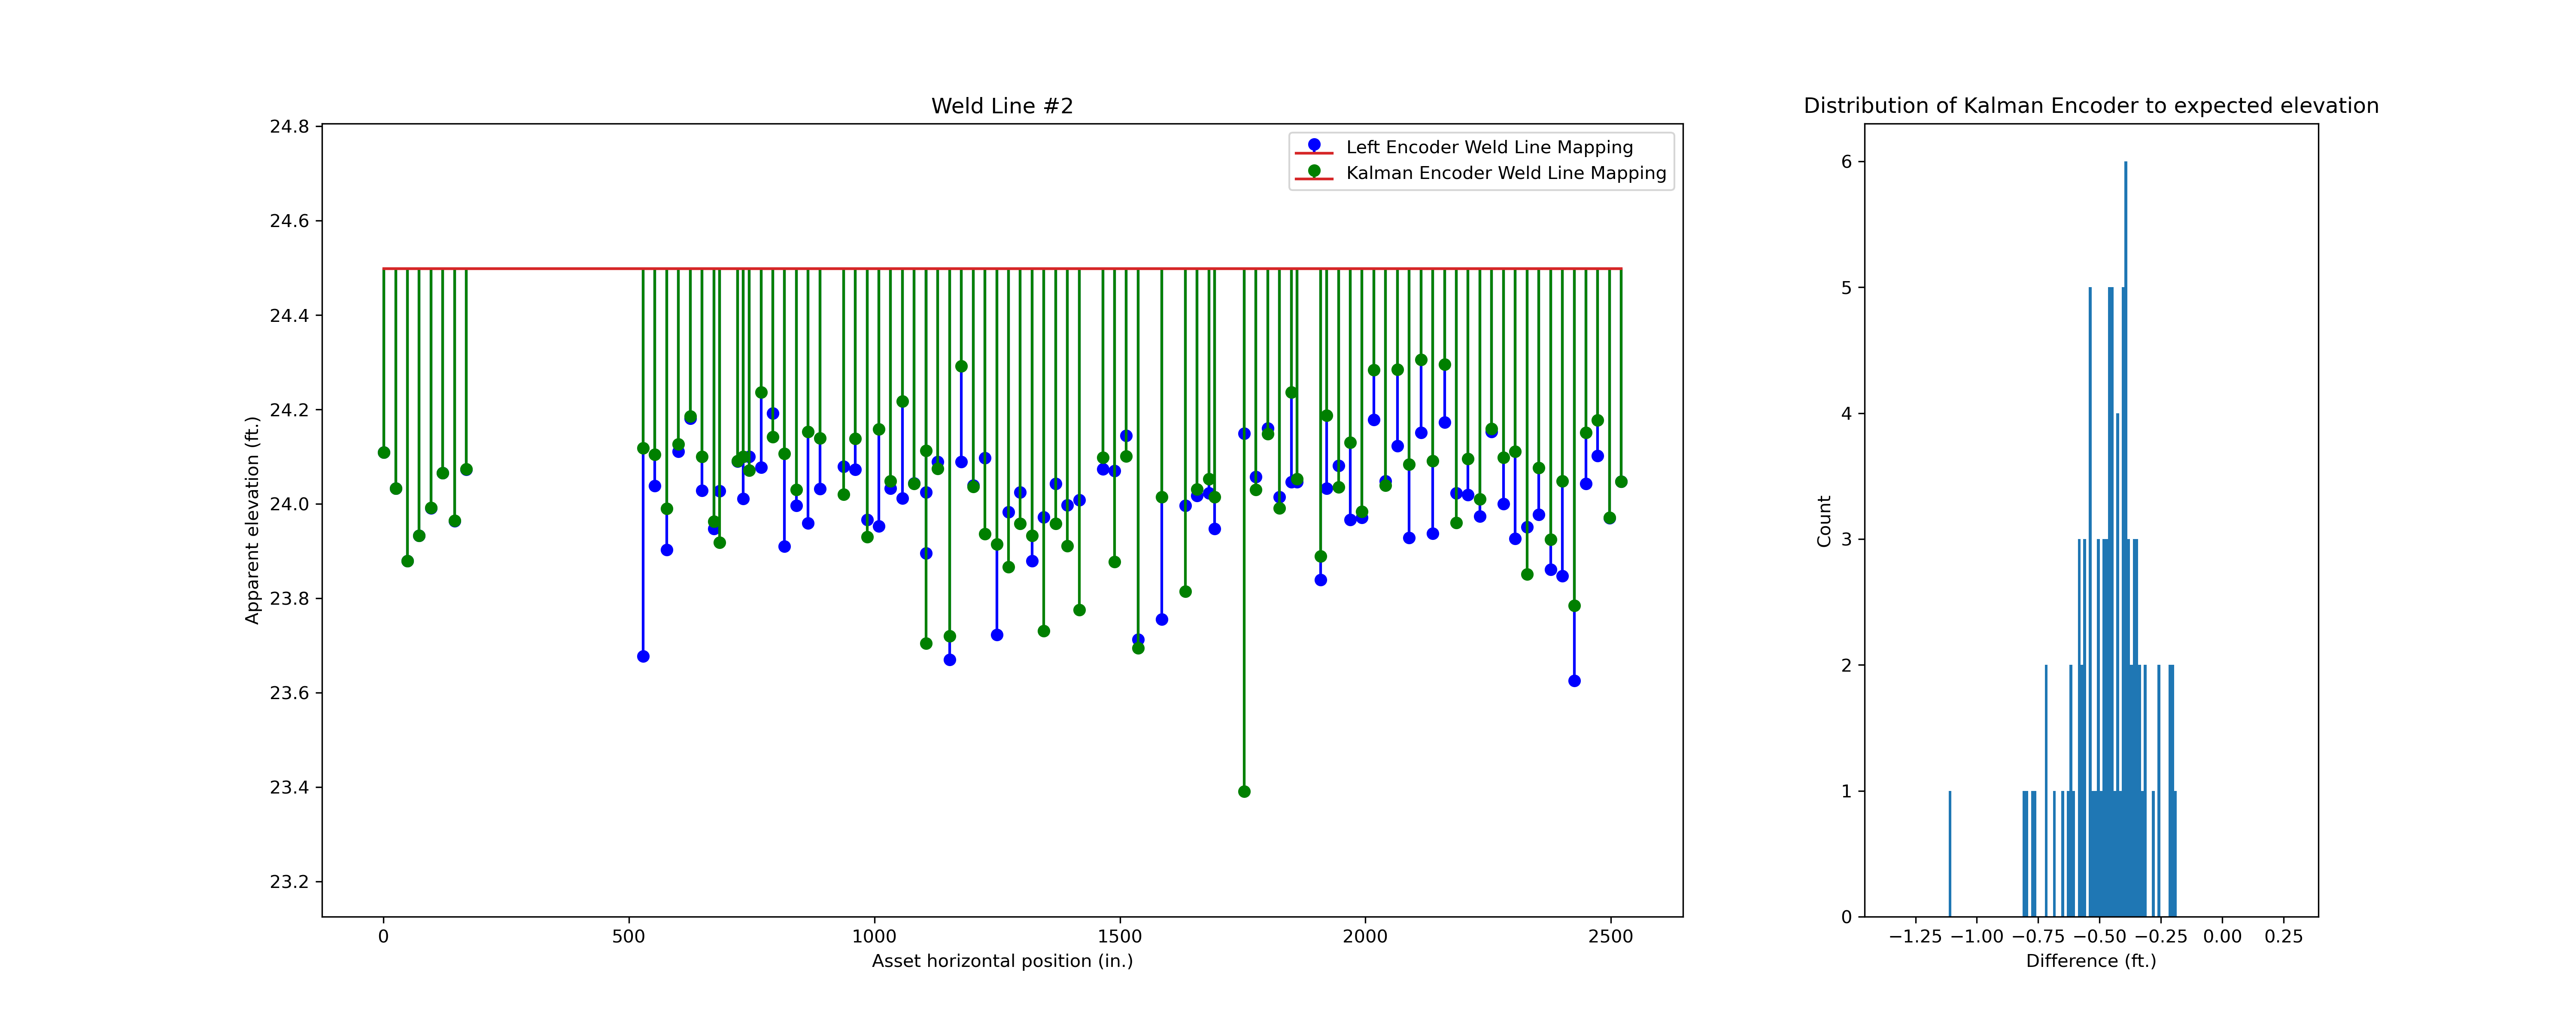 Weld Line #2
24.8
24.6
24.4
24.2
24.0
23.8
23.6
23.4
23.2
Apparent elevation (ft.)
0 500 1000 1500 2000 2500
Asset horizontal position (in.)
Left Encoder Weld Line Mapping
Kalman Encoder Weld Line Mapping
Distribution of Kalman Encoder to expected elevation
6
5
4
3
2
1
0
Count
−1.25 −1.00 −0.75 −0.50 −0.25 0.00 0.25
Difference (ft.)